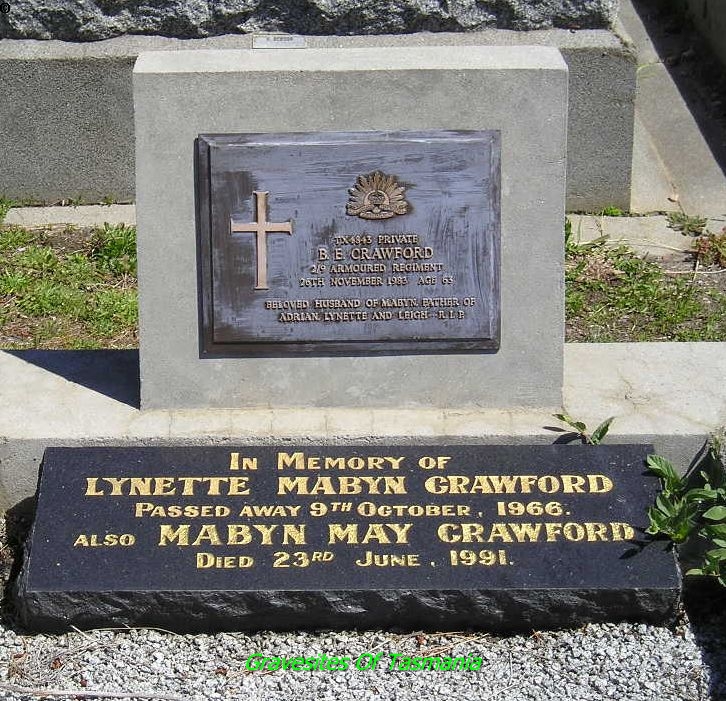 TX4843 PRIVATE
B. E. CRAWFORD
2/9 ARMOURED REGIMENT
26TH NOVEMBER 1983 AGE 63
BELOVED HUSBAND OF MABYN. FATHER OF
ADRIAN, LYNETTE AND LEIGH - R.I.P.
IN MEMORY OF
LYNETTE MABYN CRAWFORD
PASSED AWAY 9TH OCTOBER, 1966.
ALSO MABYN MAY CRAWFORD
DIED 23RD JUNE, 1991.
Gravesites Of Tasmania